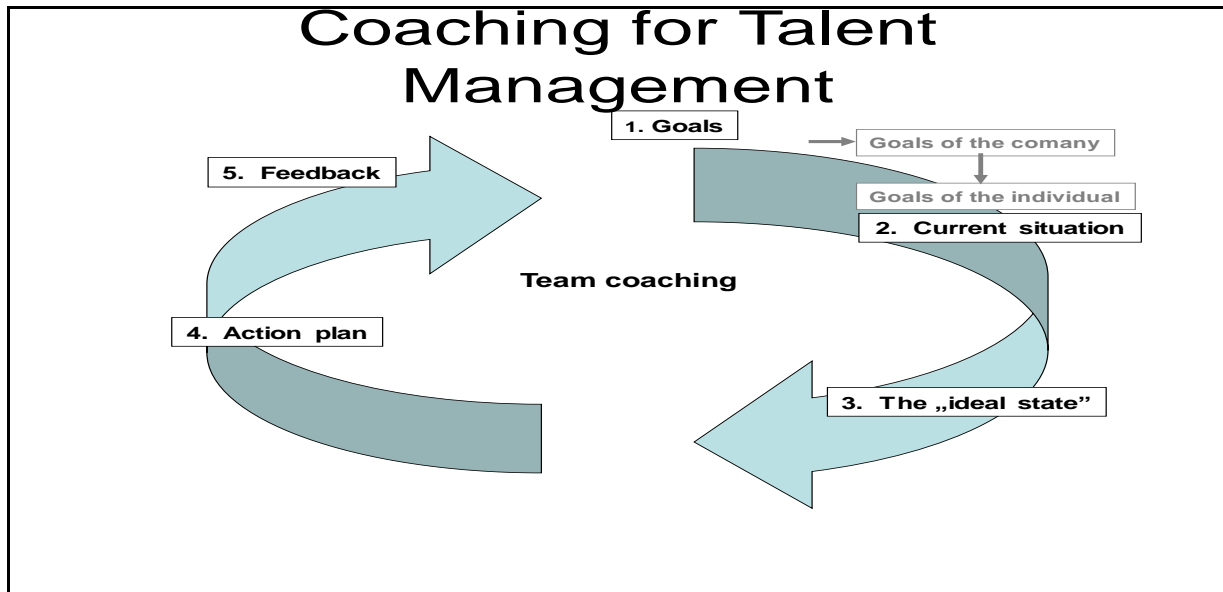 Coaching for Talent
Management
1. Goals
Goals of the comany
Goals of the individual
2. Current situation
3. The „ideal state”
4. Action plan
5. Feedback
Team coaching